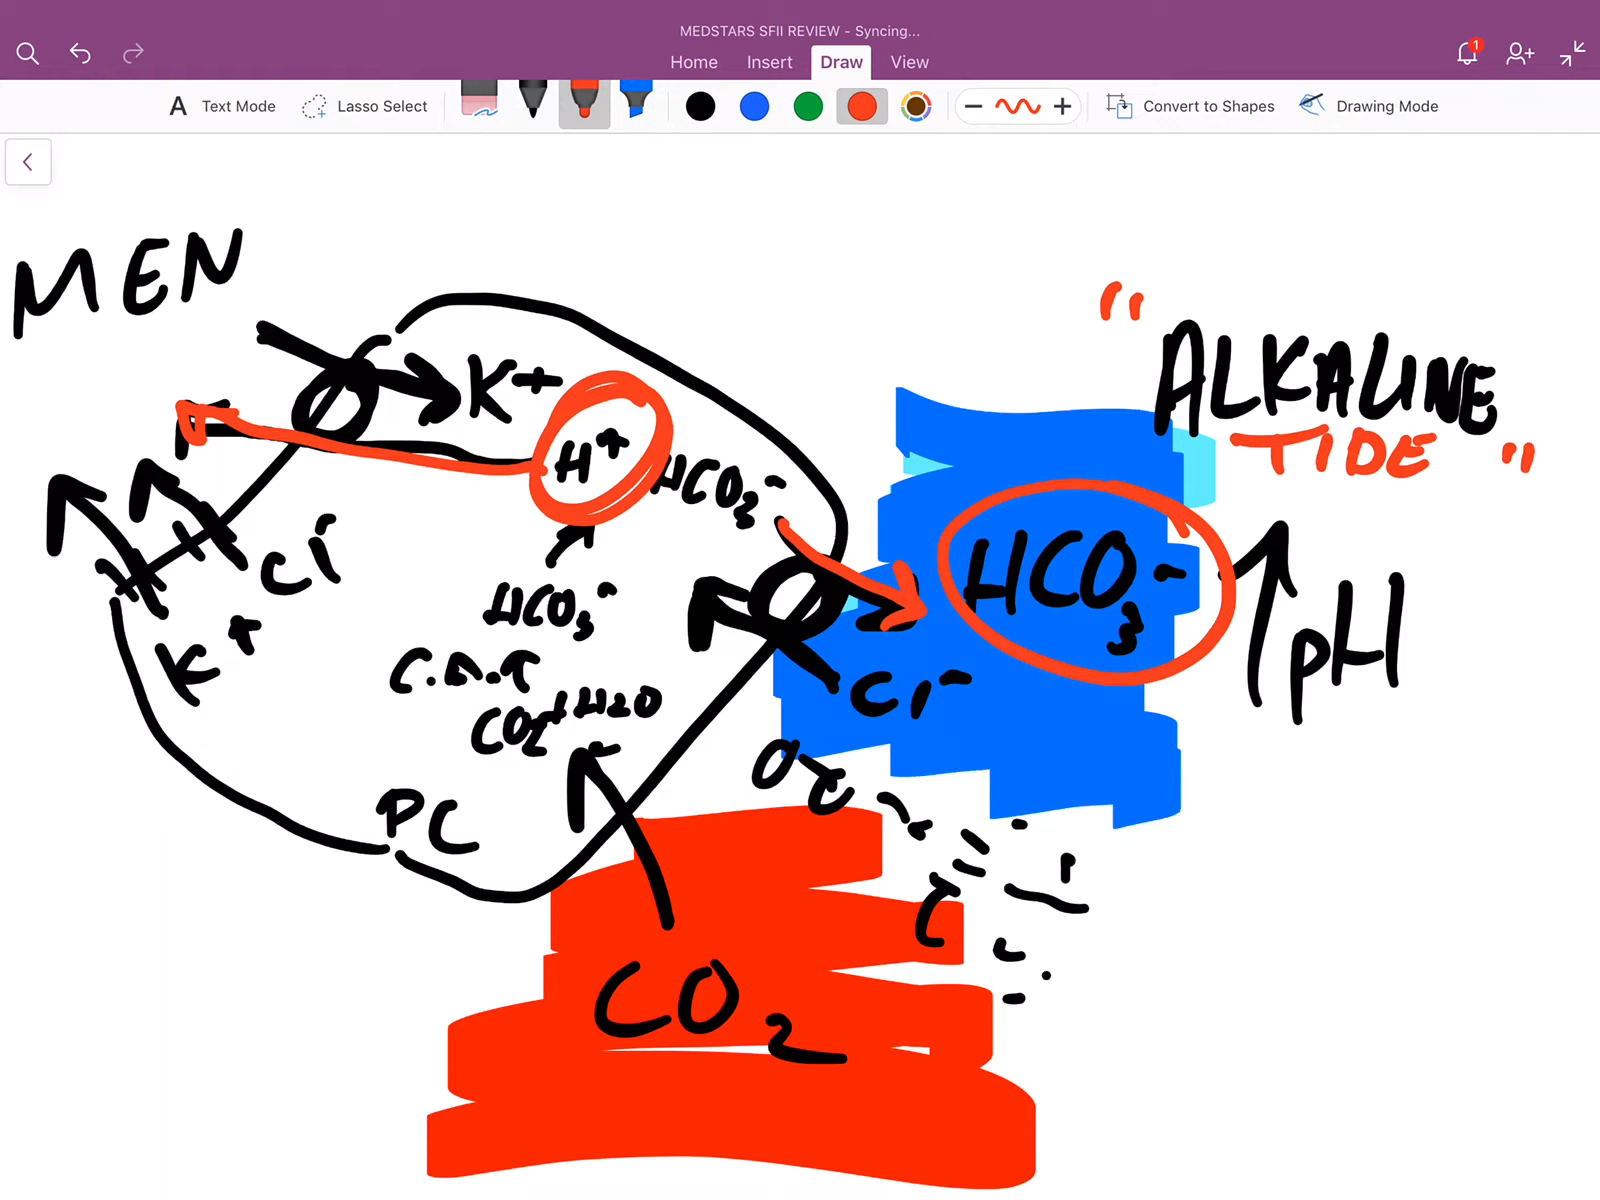 MEDSTARS SFII REVIEW - Syncing...
Home Insert Draw View
1
A Text Mode Lasso Select Convert to Shapes Drawing Mode
MEN
"ALKALINE
TIDE"
K+
H+
HCO3-
Cl-
K+
HCO3-
C.A.
CO2+H2O
HCO3-
↑pH
Cl-
PC
CO2